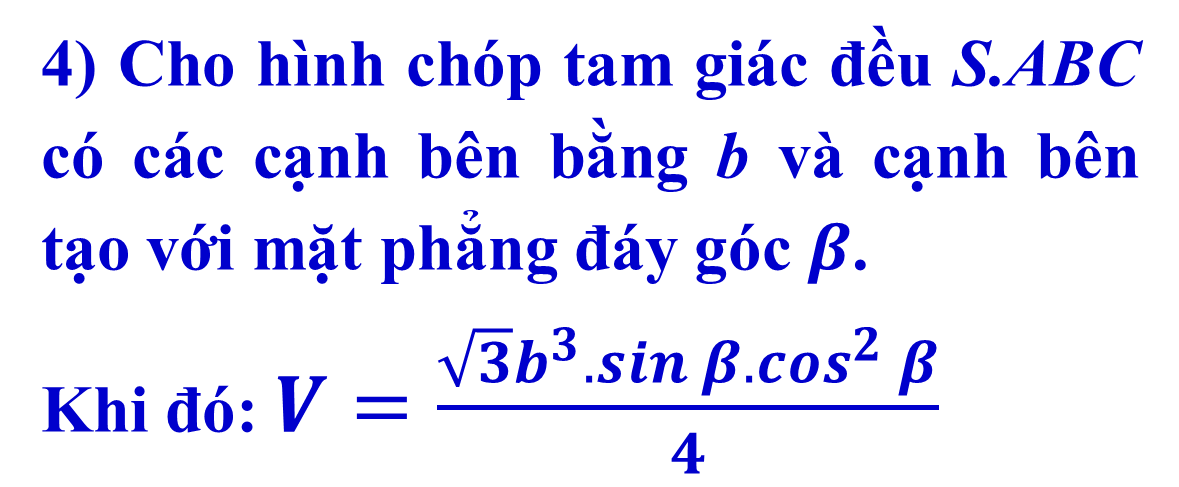 4) Cho hình chóp tam giác đều S.ABC
có các cạnh bên bằng b và cạnh bên
tạo với mặt phẳng đáy góc β.
Khi đó: V = √3b³.sin β.cos² β / 4